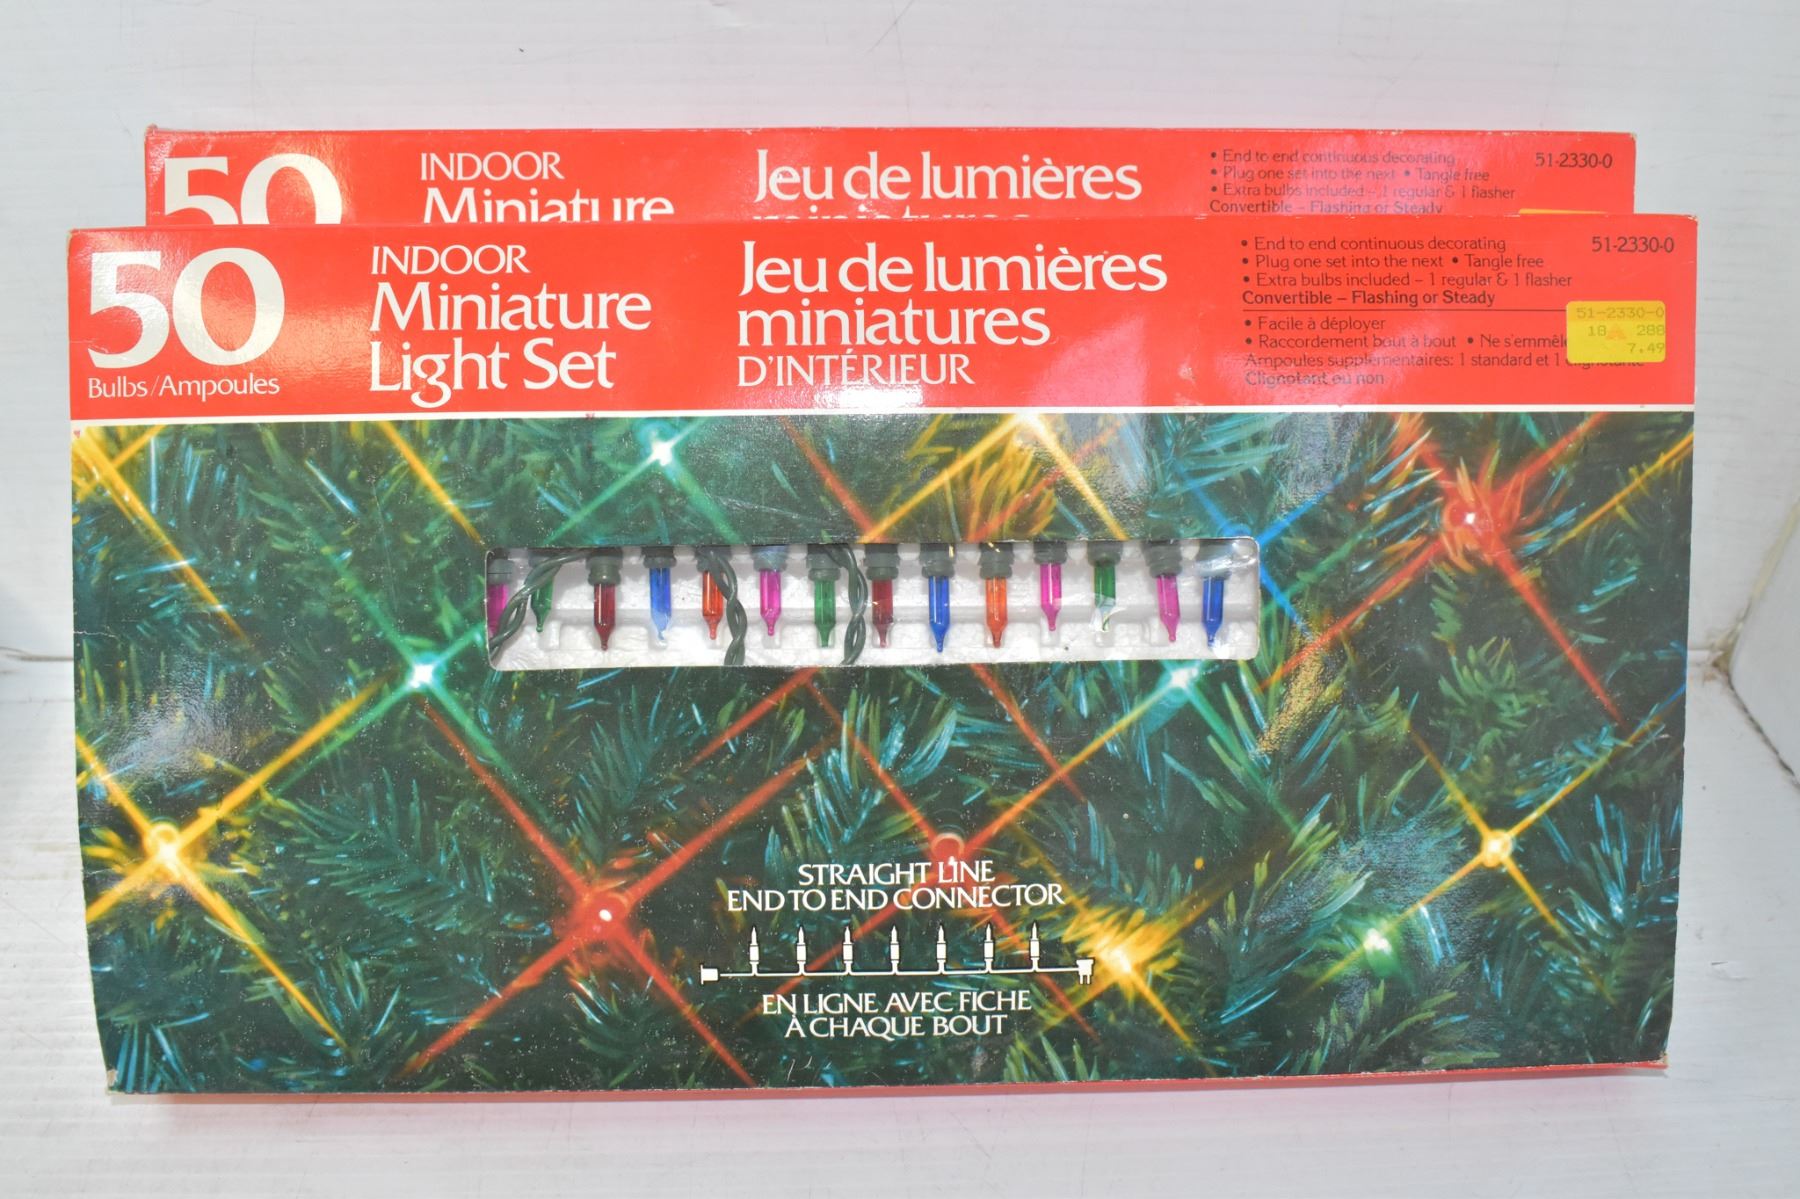 50
INDOOR
Miniature
Jeu de lumières
miniatures
• End to end continuous decorating
• Plug one set into the next • Tangle free
• Extra bulbs included – 1 regular & 1 flasher
Convertible – Flashing or Steady
51-2330-0
50
Bulbs/Ampoules
INDOOR
Miniature
Light Set
Jeu de lumières
miniatures
D'INTÉRIEUR
• End to end continuous decorating
• Plug one set into the next • Tangle free
• Extra bulbs included – 1 regular & 1 flasher
Convertible – Flashing or Steady
• Facile à déployer
• Raccordement bout à bout • Ne s'emmêle
Ampoules supplémentaires: 1 standard et 1 clignotante
Clignotant ou non
51-2330-0
51-2330-0
18 288
7.49
STRAIGHT LINE
END TO END CONNECTOR
EN LIGNE AVEC FICHE
À CHAQUE BOUT